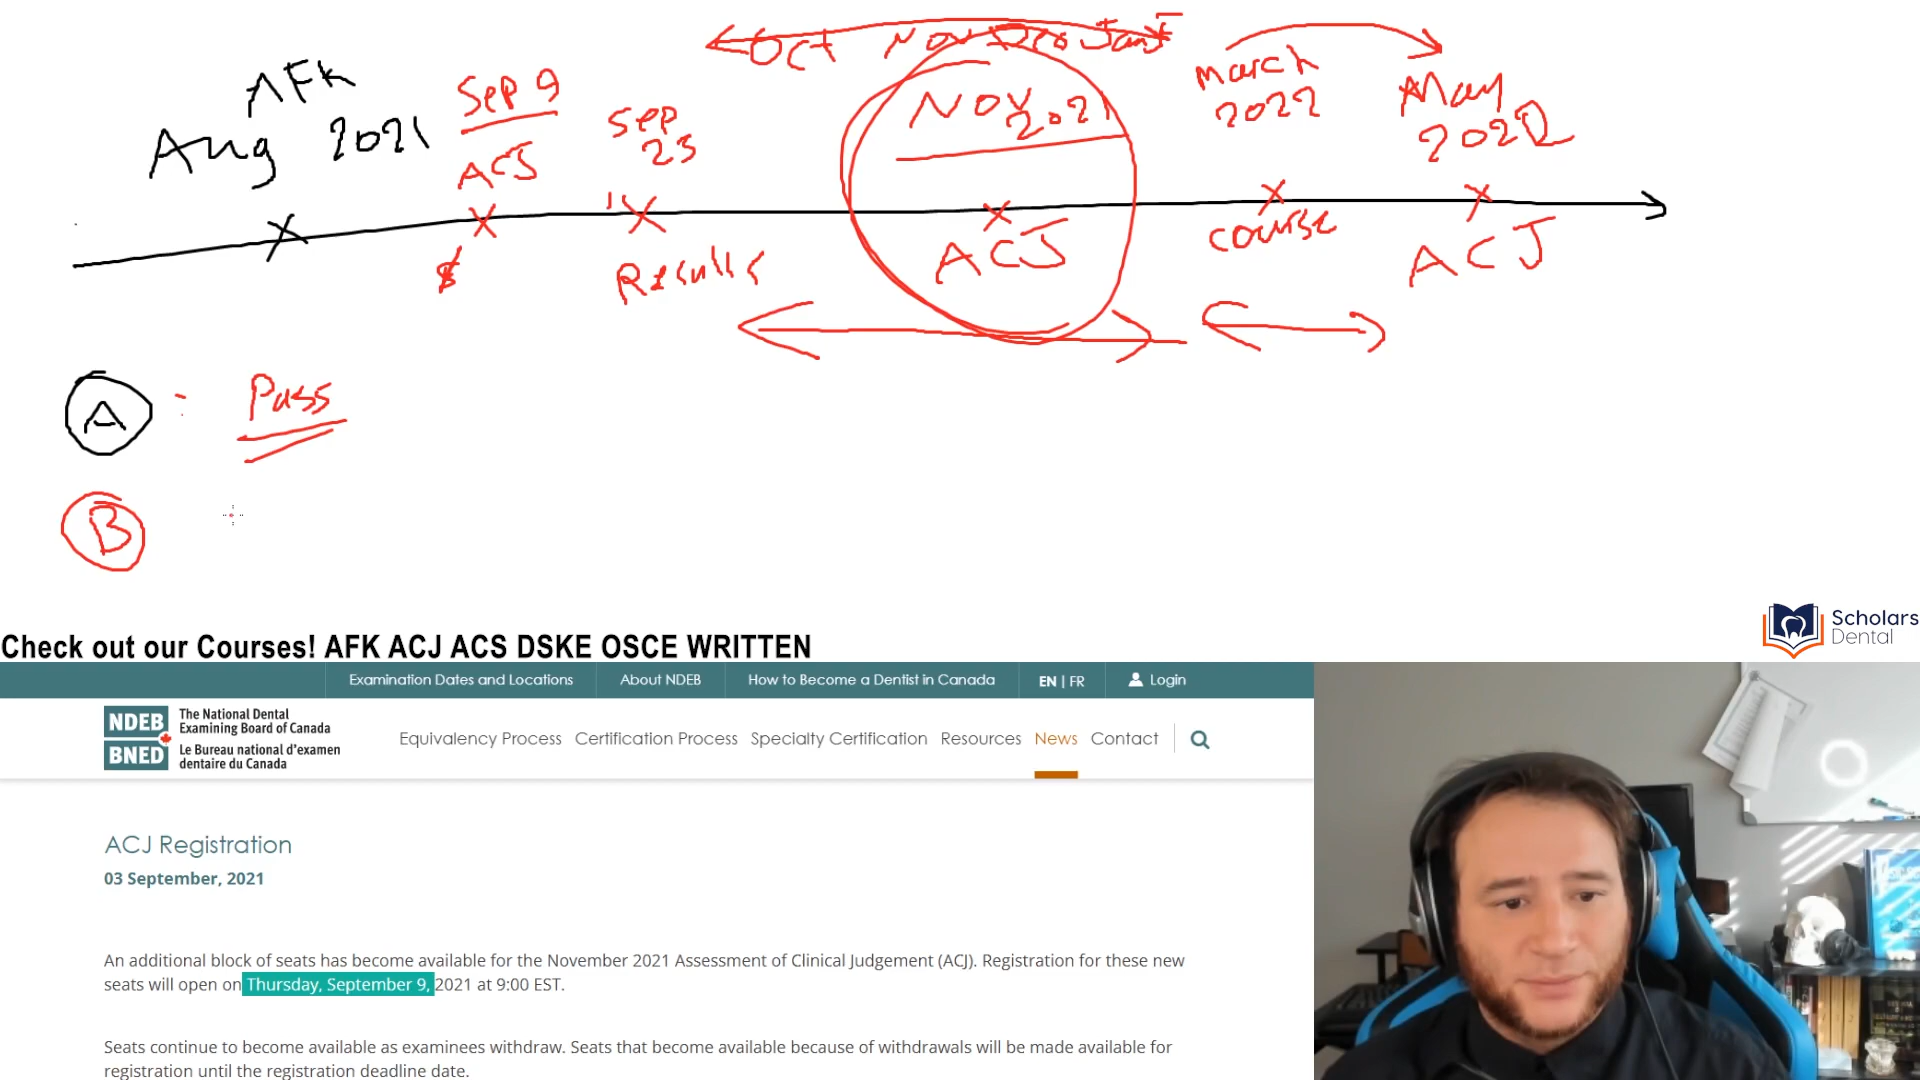 Oct Nov Dec Jan
AFK
Aug 2021
Sep 9
ACJ
$
Sep
23
Results
Nov
2021
ACJ
March
2022
course
May
2022
ACJ
A : Pass
B
Scholars
Dental
Check out our Courses! AFK ACJ ACS DSKE OSCE WRITTEN
Examination Dates and Locations About NDEB How to Become a Dentist in Canada EN | FR Login
NDEB The National Dental
Examining Board of Canada
BNED Le Bureau national d'examen
dentaire du Canada
Equivalency Process Certification Process Specialty Certification Resources News Contact
ACJ Registration
03 September, 2021
An additional block of seats has become available for the November 2021 Assessment of Clinical Judgement (ACJ). Registration for these new
seats will open on Thursday, September 9, 2021 at 9:00 EST.
Seats continue to become available as examinees withdraw. Seats that become available because of withdrawals will be made available for
registration until the registration deadline date.